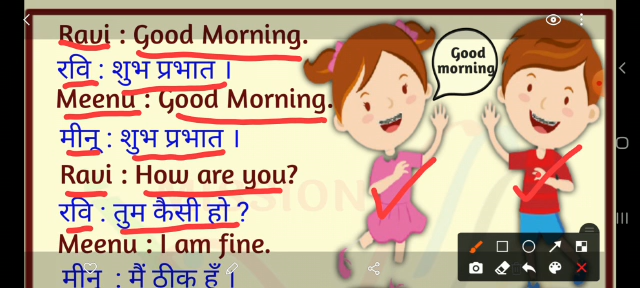 Ravi : Good Morning.
रवि : शुभ प्रभात ।
Meenu : Good Morning.
मीनू : शुभ प्रभात ।
Ravi : How are you?
रवि : तुम कैसी हो ?
Meenu : I am fine.
मीनू : मैं ठीक हूँ ।
Good
morning